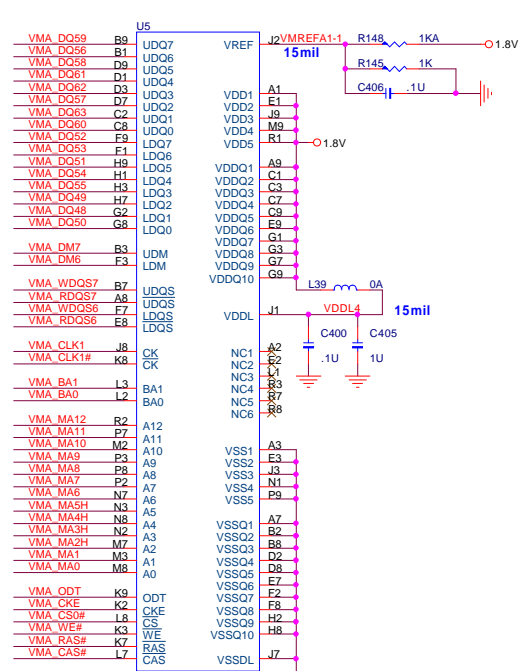 U5
VMA_DQ59 B9 UDQ7
VMA_DQ56 B1 UDQ6
VMA_DQ58 D9 UDQ5
VMA_DQ61 D1 UDQ4
VMA_DQ62 D3 UDQ3
VMA_DQ57 D7 UDQ2
VMA_DQ63 C2 UDQ1
VMA_DQ60 C8 UDQ0
VMA_DQ52 F9 LDQ7
VMA_DQ53 F1 LDQ6
VMA_DQ51 H9 LDQ5
VMA_DQ54 H1 LDQ4
VMA_DQ55 H3 LDQ3
VMA_DQ49 H7 LDQ2
VMA_DQ48 G2 LDQ1
VMA_DQ50 G8 LDQ0
VMA_DM7 B3 UDM
VMA_DM6 F3 LDM
VMA_WDQS7 B7 UDQS
VMA_RDQS7 A8 UDQS
VMA_WDQS6 F7 LDQS
VMA_RDQS6 E8 LDQS
VMA_CLK1 J8 CK
VMA_CLK1# K8 CK
VMA_BA1 L3 BA1
VMA_BA0 L2 BA0
VMA_MA12 R2 A12
VMA_MA11 P7 A11
VMA_MA10 M2 A10
VMA_MA9 P3 A9
VMA_MA8 P8 A8
VMA_MA7 P2 A7
VMA_MA6 N7 A6
VMA_MA5H N3 A5
VMA_MA4H N8 A4
VMA_MA3H N2 A3
VMA_MA2H M7 A2
VMA_MA1 M3 A1
VMA_MA0 M8 A0
VMA_ODT K9 ODT
VMA_CKE K2 CKE
VMA_CS0# L8 CS
VMA_WE# K3 WE
VMA_RAS# K7 RAS
VMA_CAS# L7 CAS
VREF J2 VMREFA1-1 R148 1KA 1.8V
15mil
R145 1K
C406 .1U
VDD1 A1
VDD2 E1
VDD3 J9
VDD4 M9
VDD5 R1 1.8V
VDDQ1 A9
VDDQ2 C1
VDDQ3 C3
VDDQ4 C7
VDDQ5 C9
VDDQ6 E9
VDDQ7 G1
VDDQ8 G3
VDDQ9 G7
VDDQ10 G9
L39 0A
VDDL J1 VDDL4 15mil
C400 C405
.1U 1U
NC1 A2
NC2 E2
NC3 L1
NC4 R3
NC5 R7
NC6 R8
VSS1 A3
VSS2 E3
VSS3 J3
VSS4 N1
VSS5 P9
VSSQ1 A7
VSSQ2 B2
VSSQ3 B8
VSSQ4 D2
VSSQ5 D8
VSSQ6 E7
VSSQ7 F2
VSSQ8 F8
VSSQ9 H2
VSSQ10 H8
VSSDL J7